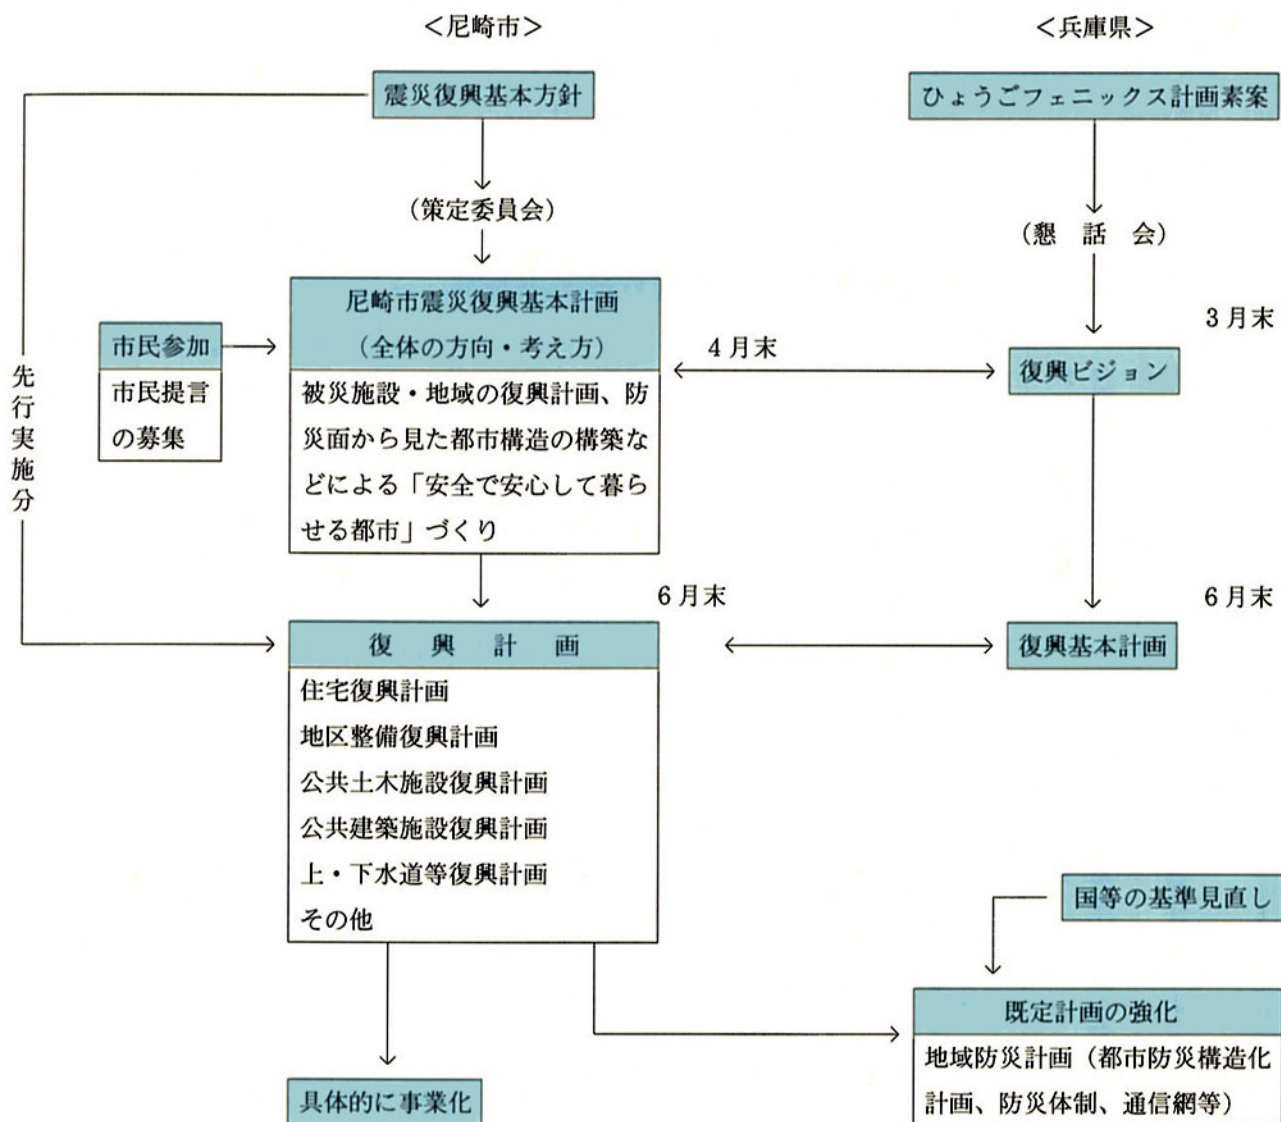 ＜尼崎市＞
＜兵庫県＞
震災復興基本方針
ひょうごフェニックス計画素案
（策定委員会）
（懇　話　会）
3月末
尼崎市震災復興基本計画
（全体の方向・考え方）
被災施設・地域の復興計画、防
災面から見た都市構造の構築な
どによる「安全で安心して暮ら
せる都市」づくり
市民参加
市民提言
の募集
4月末
復興ビジョン
先行実施分
6月末
6月末
復　興　計　画
住宅復興計画
地区整備復興計画
公共土木施設復興計画
公共建築施設復興計画
上・下水道等復興計画
その他
復興基本計画
国等の基準見直し
既定計画の強化
地域防災計画（都市防災構造化
計画、防災体制、通信網等）
具体的に事業化